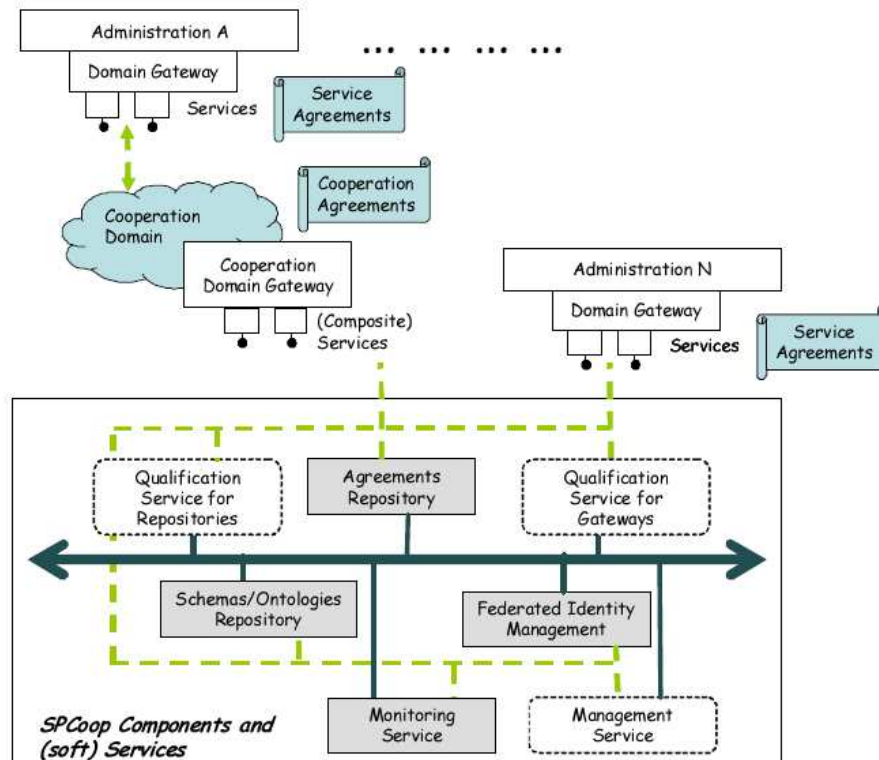 Administration A
... ... ... ...
Domain Gateway
Services
Service
Agreements
Cooperation
Agreements
Cooperation
Domain
Cooperation
Domain Gateway
(Composite)
Services
Administration N
Domain Gateway
Services
Service
Agreements
Qualification
Service for
Repositories
Agreements
Repository
Qualification
Service for
Gateways
Schemas/Ontologies
Repository
Federated Identity
Management
SPCoop Components and
(soft) Services
Monitoring
Service
Management
Service